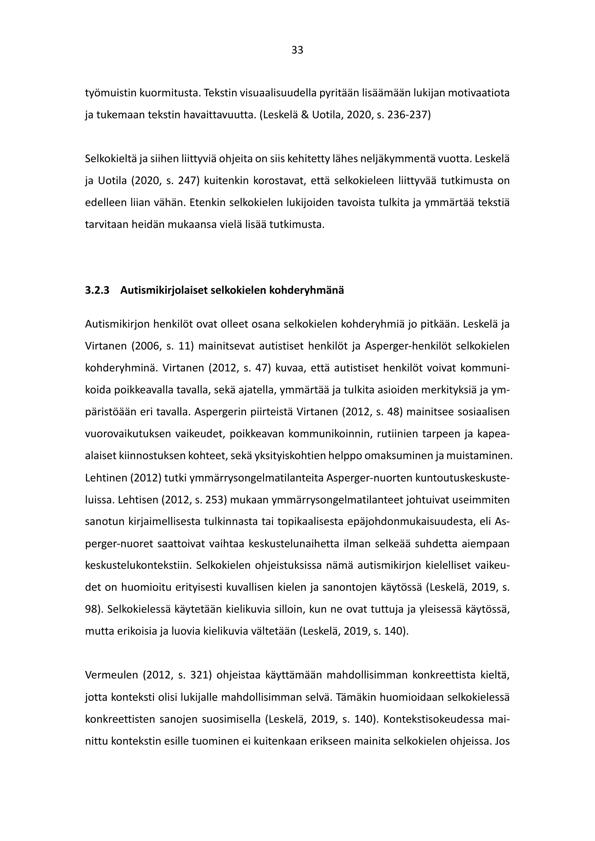 33
työmuistin kuormitusta. Tekstin visuaalisuudella pyritään lisäämään lukijan motivaatiota
ja tukemaan tekstin havaittavuutta. (Leskelä & Uotila, 2020, s. 236-237)
Selkokieltä ja siihen liittyviä ohjeita on siis kehitetty lähes neljäkymmentä vuotta. Leskelä
ja Uotila (2020, s. 247) kuitenkin korostavat, että selkokieleen liittyvää tutkimusta on
edelleen liian vähän. Etenkin selkokielen lukijoiden tavoista tulkita ja ymmärtää tekstiä
tarvitaan heidän mukaansa vielä lisää tutkimusta.
3.2.3 Autismikirjolaiset selkokielen kohderyhmänä
Autismikirjon henkilöt ovat olleet osana selkokielen kohderyhmiä jo pitkään. Leskelä ja
Virtanen (2006, s. 11) mainitsevat autistiset henkilöt ja Asperger-henkilöt selkokielen
kohderyhminä. Virtanen (2012, s. 47) kuvaa, että autistiset henkilöt voivat kommuni-
koida poikkeavalla tavalla, sekä ajatella, ymmärtää ja tulkita asioiden merkityksiä ja ym-
päristöään eri tavalla. Aspergerin piirteistä Virtanen (2012, s. 48) mainitsee sosiaalisen
vuorovaikutuksen vaikeudet, poikkeavan kommunikoinnin, rutiinien tarpeen ja kapea-
alaiset kiinnostuksen kohteet, sekä yksityiskohtien helppo omaksuminen ja muistaminen.
Lehtinen (2012) tutki ymmärrysongelmatilanteita Asperger-nuorten kuntoutuskeskuste-
luissa. Lehtisen (2012, s. 253) mukaan ymmärrysongelmatilanteet johtuivat useimmiten
sanotun kirjaimellisesta tulkinnasta tai topikaalisesta epäjohdonmukaisuudesta, eli As-
perger-nuoret saattoivat vaihtaa keskustelunaihetta ilman selkeää suhdetta aiempaan
keskustelukontekstiin. Selkokielen ohjeistuksissa nämä autismikirjon kielelliset vaikeu-
det on huomioitu erityisesti kuvallisen kielen ja sanontojen käytössä (Leskelä, 2019, s.
98). Selkokielessä käytetään kielikuvia silloin, kun ne ovat tuttuja ja yleisessä käytössä,
mutta erikoisia ja luovia kielikuvia vältetään (Leskelä, 2019, s. 140).
Vermeulen (2012, s. 321) ohjeistaa käyttämään mahdollisimman konkreettista kieltä,
jotta konteksti olisi lukijalle mahdollisimman selvä. Tämäkin huomioidaan selkokielessä
konkreettisten sanojen suosimisella (Leskelä, 2019, s. 140). Kontekstisokeudessa mai-
nittu kontekstin esille tuominen ei kuitenkaan erikseen mainita selkokielen ohjeissa. Jos